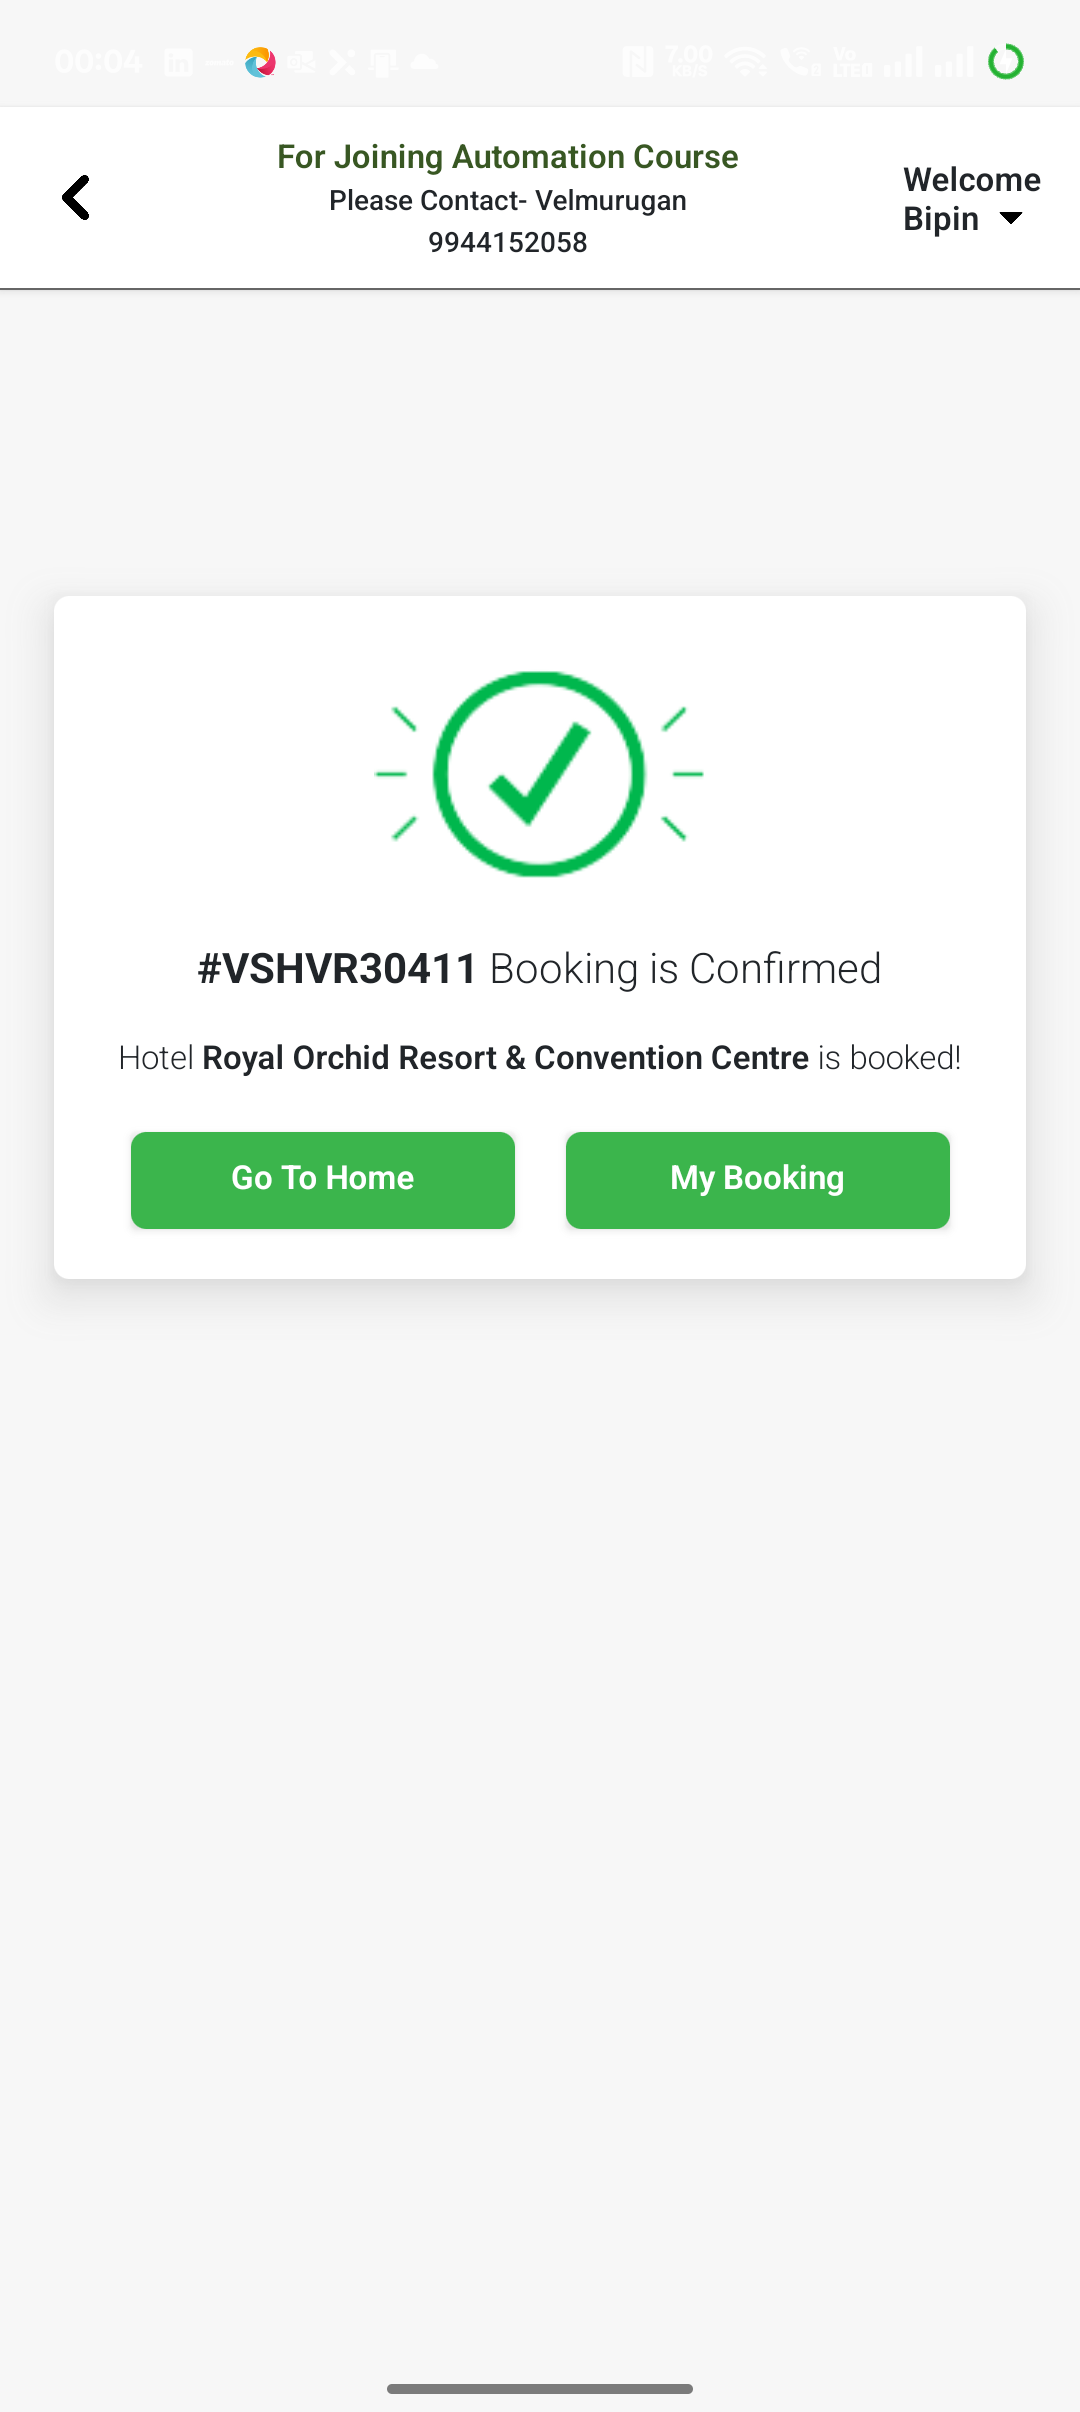 00:04
7.00
KB/S
Vo
LTE
For Joining Automation Course
Please Contact- Velmurugan
9944152058
Welcome
Bipin
#VSHVR30411 Booking is Confirmed
Hotel Royal Orchid Resort & Convention Centre is booked!
Go To Home
My Booking